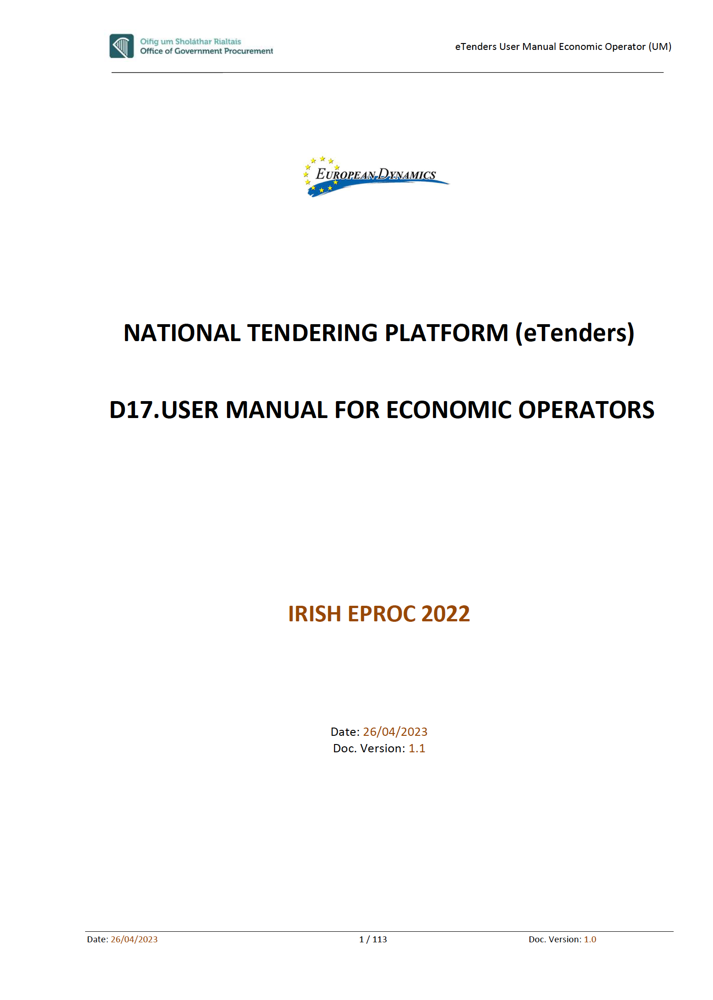 Oifig um Sholáthar Rialtais
Office of Government Procurement
eTenders User Manual Economic Operator (UM)
EUROPEAN DYNAMICS
NATIONAL TENDERING PLATFORM (eTenders)
D17.USER MANUAL FOR ECONOMIC OPERATORS
IRISH EPROC 2022
Date: 26/04/2023
Doc. Version: 1.1
Date: 26/04/2023 1 / 113 Doc. Version: 1.0